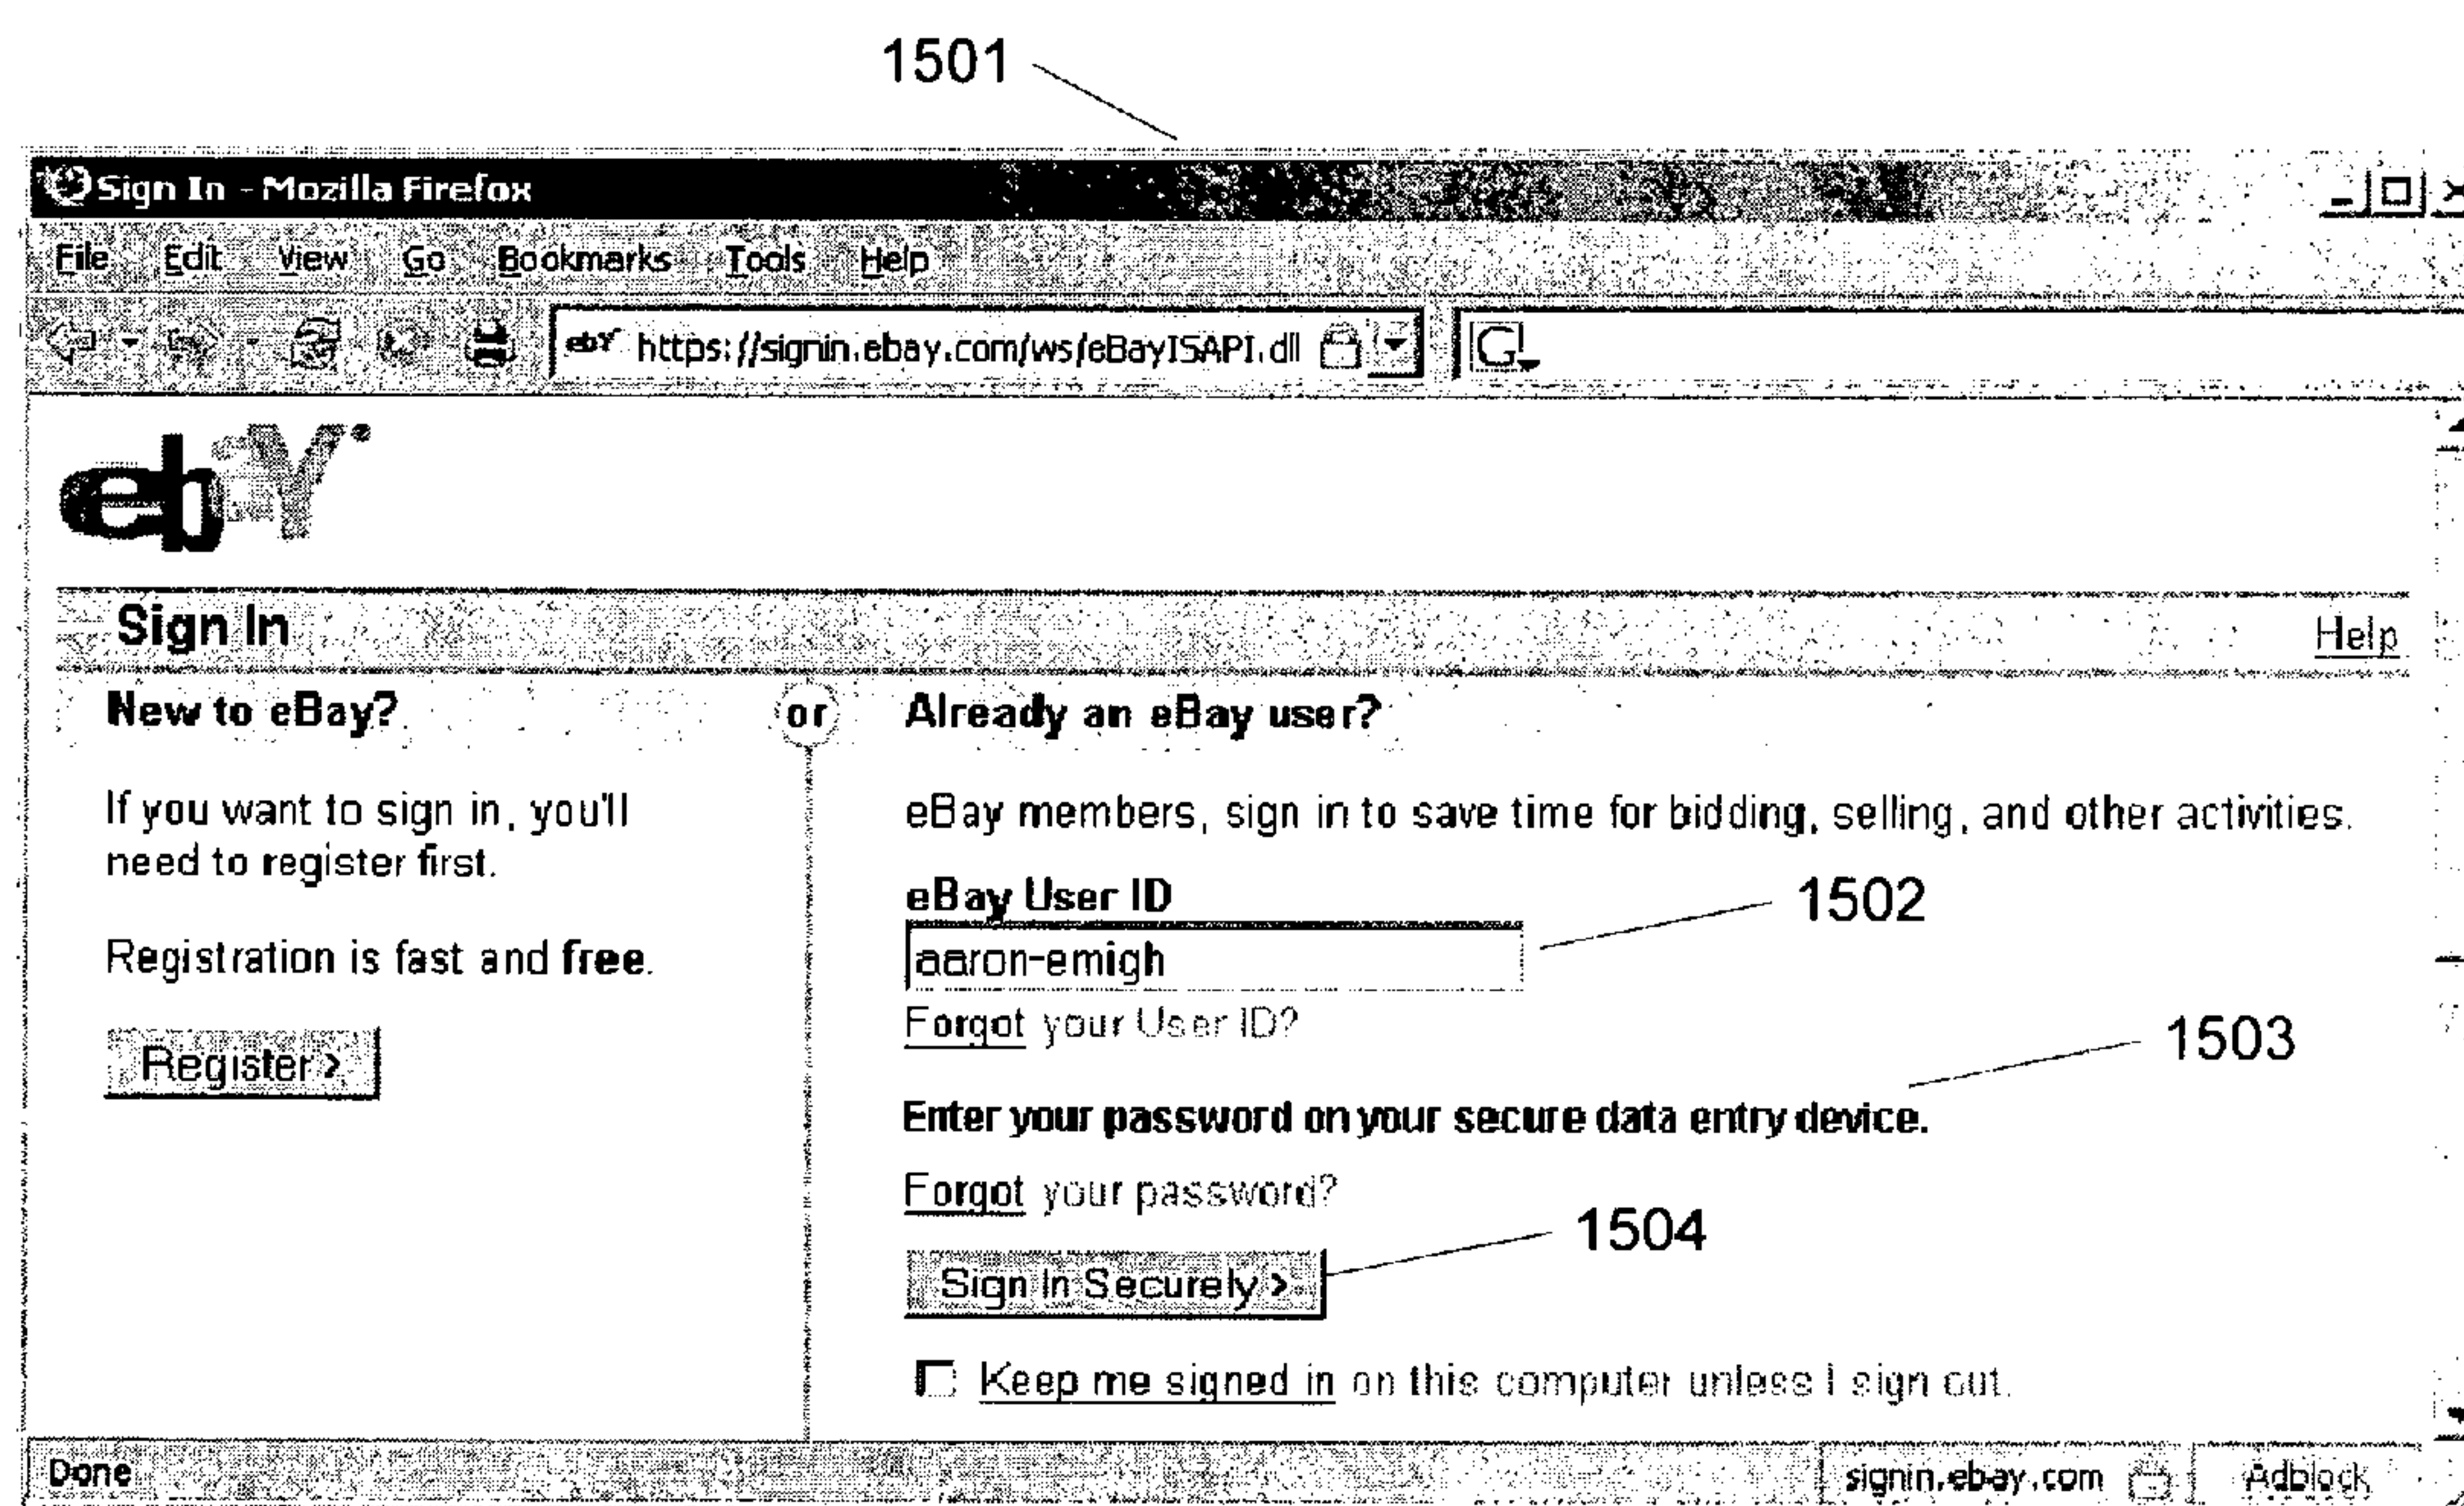 1501
Sign In - Mozilla Firefox
File Edit View Go Bookmarks Tools Help
ebY https://signin.ebay.com/ws/eBayISAPI.dll G
ebaY
Sign In Help
New to eBay? or Already an eBay user?
If you want to sign in, you'll
need to register first.
Registration is fast and free.
Register >
eBay members, sign in to save time for bidding, selling, and other activities.
eBay User ID
1502
aaron-emigh
Forgot your User ID?
1503
Enter your password on your secure data entry device.
Forgot your password?
1504
Sign In Securely >
Keep me signed in on this computer unless I sign out.
Done signin.ebay.com Adblock